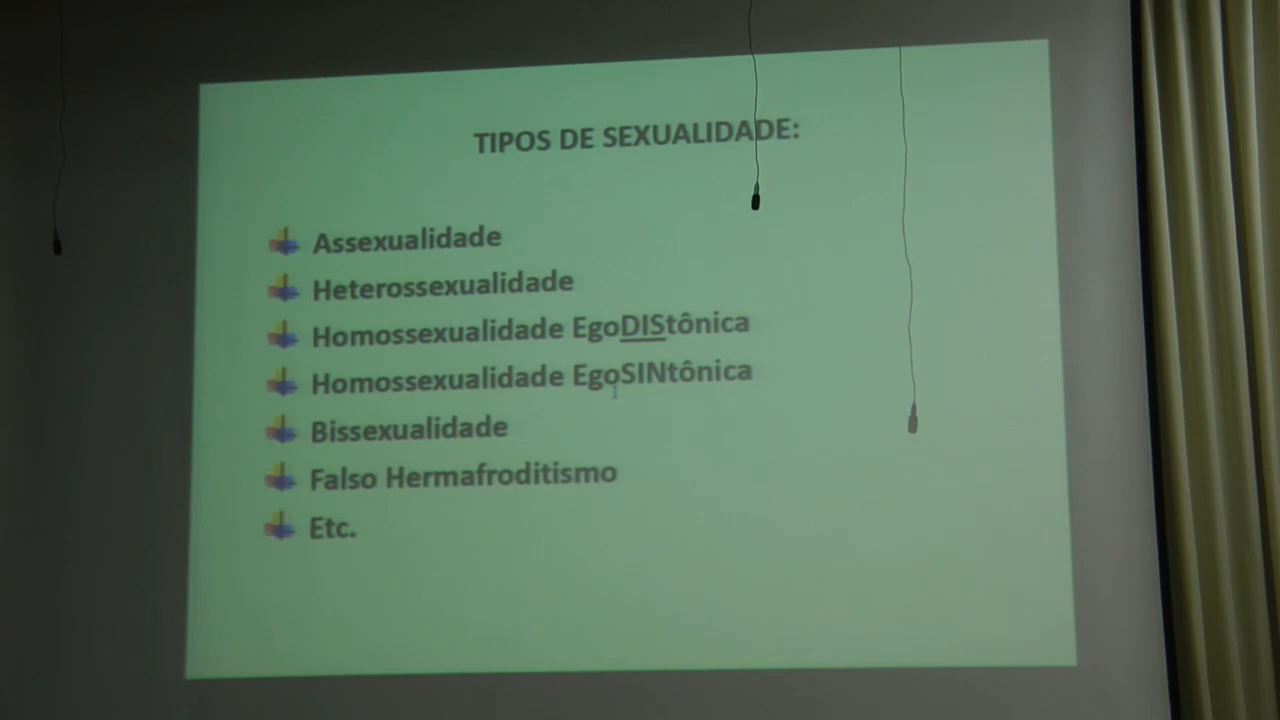 TIPOS DE SEXUALIDADE:
Assexualidade
Heterossexualidade
Homossexualidade EgoDIStônica
Homossexualidade EgoSINtônica
Bissexualidade
Falso Hermafroditismo
Etc.